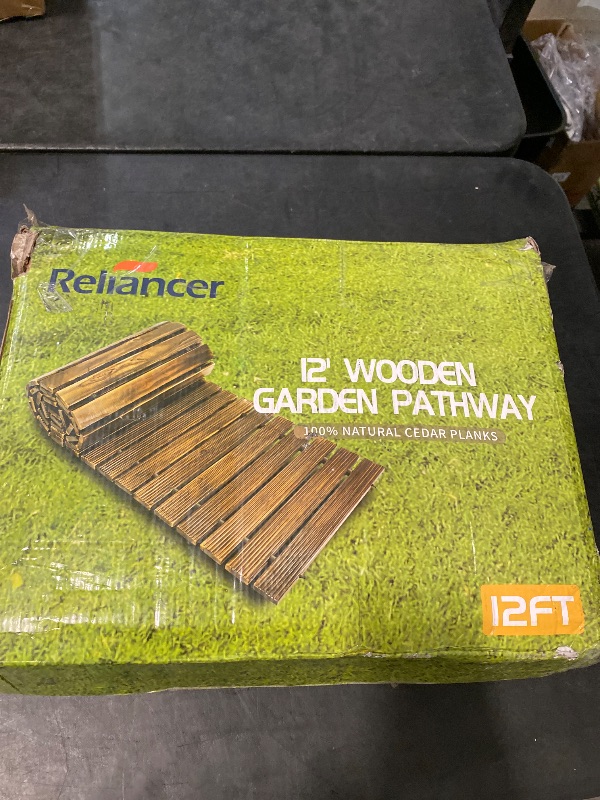 Reliancer
12' WOODEN
GARDEN PATHWAY
100% NATURAL CEDAR PLANKS
12FT